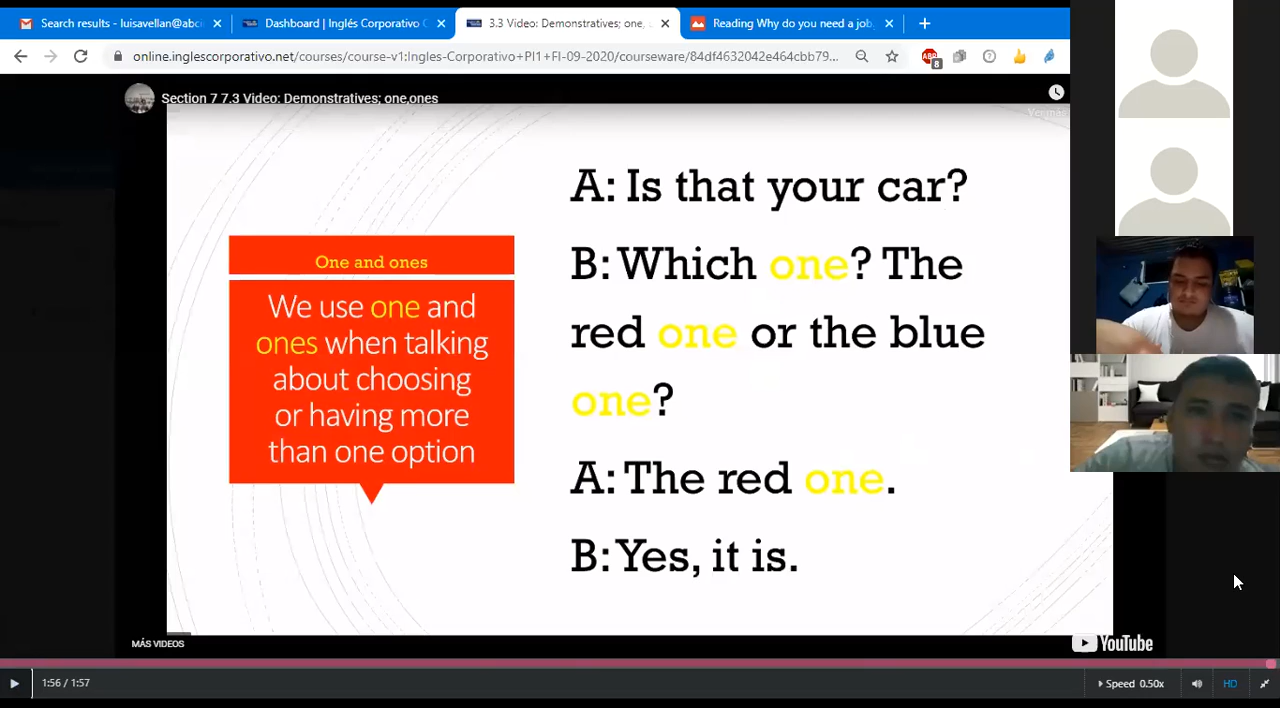 Search results - luisavellan@abci
Dashboard | Inglés Corporativo C
3.3 Video: Demonstratives; one,
Reading Why do you need a job,
online.inglescorporativo.net/courses/course-v1:Ingles-Corporativo+PI1+FI-09-2020/courseware/84df4632042e464cbb79...
8
Section 7 7.3 Video: Demonstratives; one,ones
One and ones
We use one and
ones when talking
about choosing
or having more
than one option
A: Is that your car?
B: Which one? The
red one or the blue
one?
A: The red one.
B: Yes, it is.
MÁS VIDEOS
YouTube
1:56 / 1:57
Speed 0.50x
HD